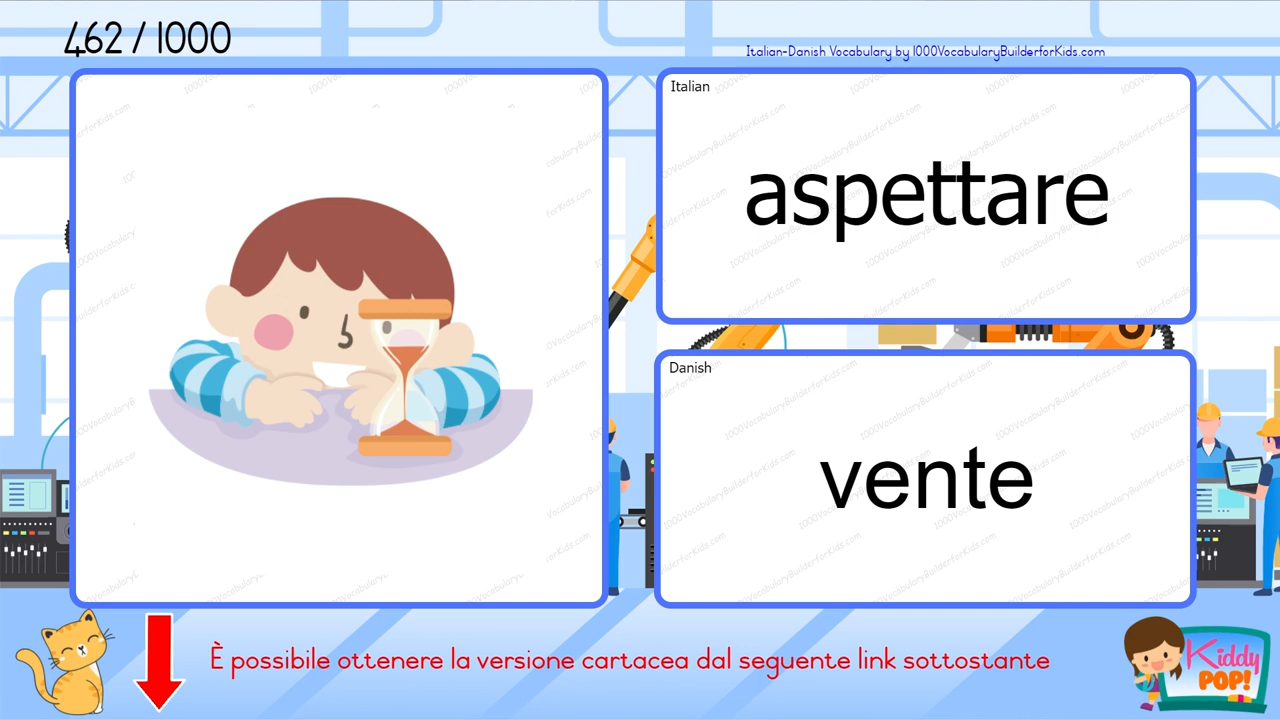 462 / 1000
Italian-Danish Vocabulary by 1000VocabularyBuilderforKids.com
Italian
aspettare
Danish
vente
È possibile ottenere la versione cartacea dal seguente link sottostante
Kiddy
POP!